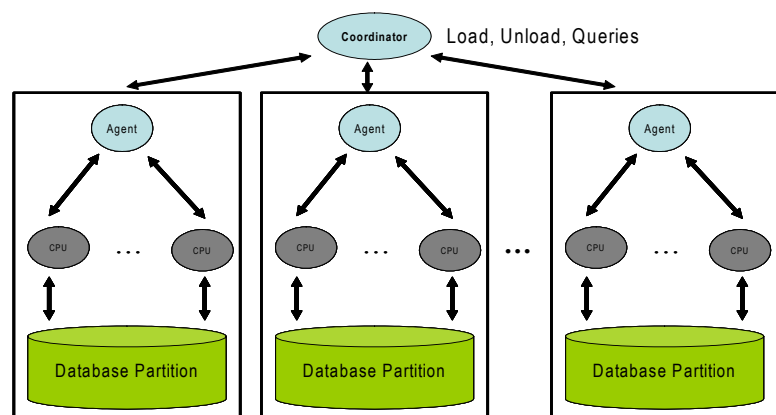 Coordinator
Load, Unload, Queries
Agent
Agent
Agent
CPU
...
CPU
CPU
...
CPU
...
CPU
...
CPU
Database Partition
Database Partition
Database Partition